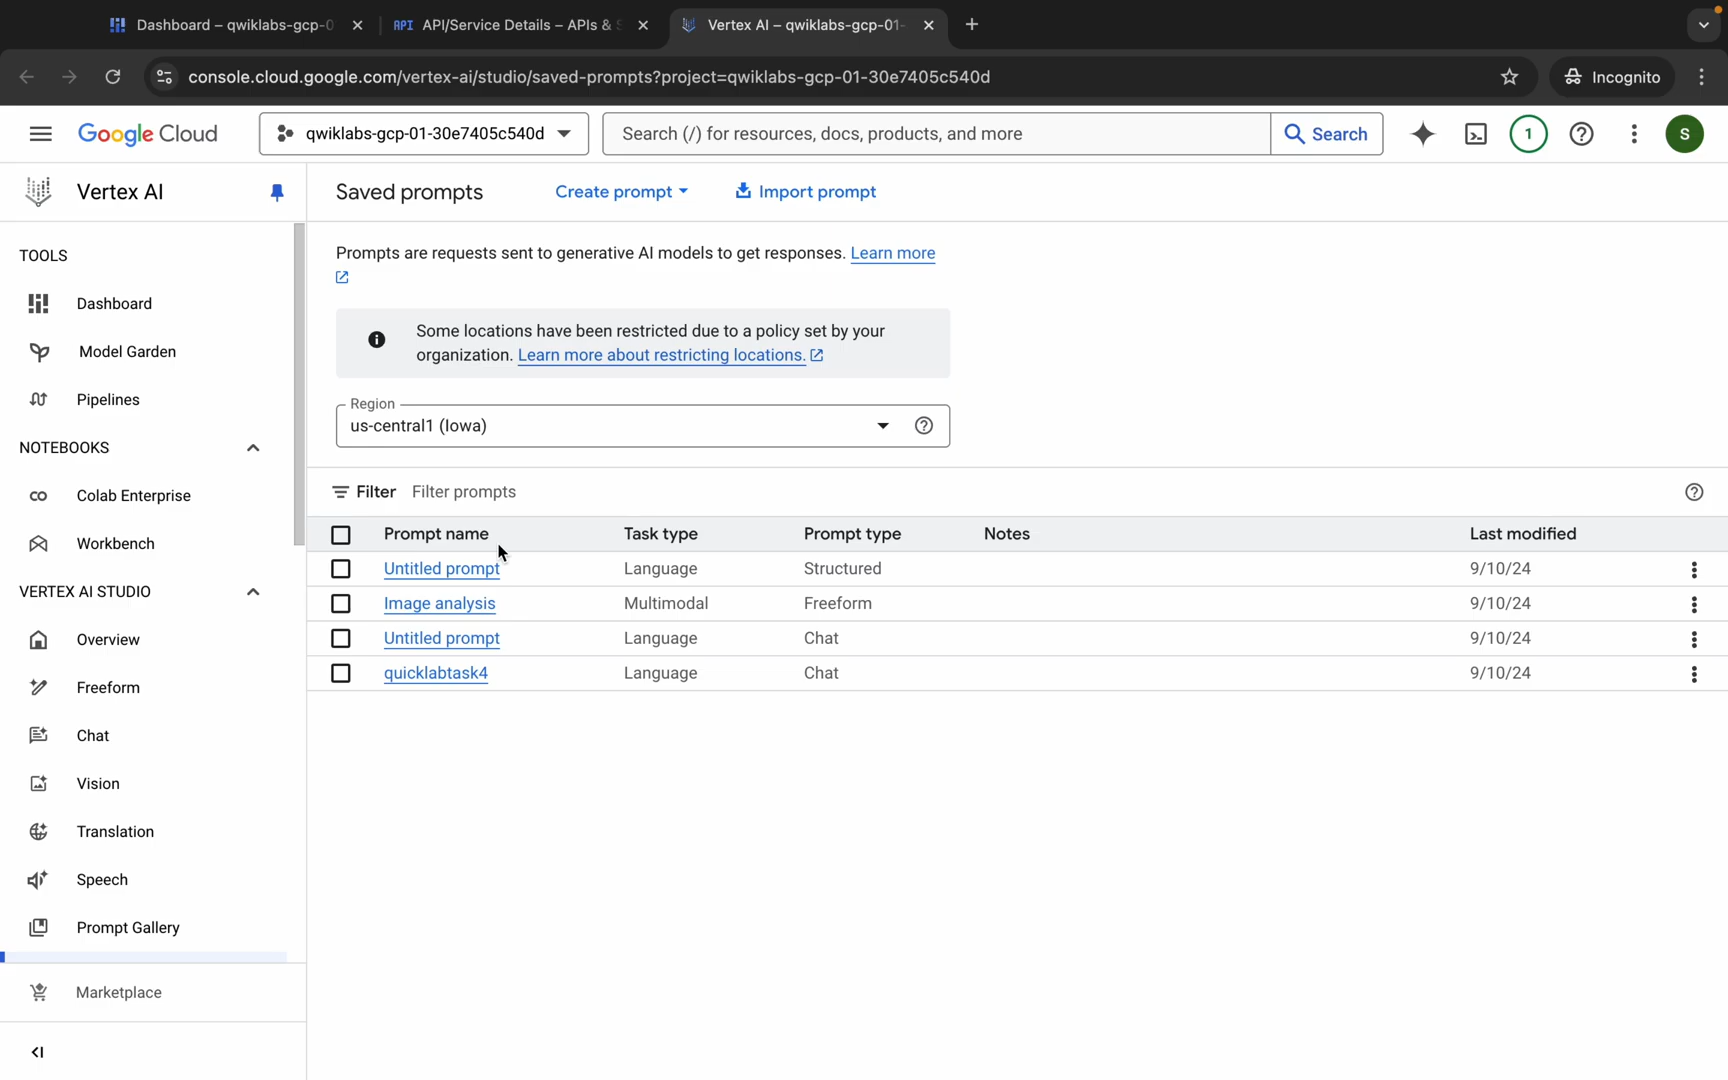 Dashboard – qwiklabs-gcp-0
API API/Service Details – APIs & S
Vertex AI – qwiklabs-gcp-01-
console.cloud.google.com/vertex-ai/studio/saved-prompts?project=qwiklabs-gcp-01-30e7405c540d
Incognito
Google Cloud
qwiklabs-gcp-01-30e7405c540d
Search (/) for resources, docs, products, and more
Search
1
S
Vertex AI
Saved prompts
Create prompt
Import prompt
TOOLS
Dashboard
Model Garden
Pipelines
NOTEBOOKS
Colab Enterprise
Workbench
VERTEX AI STUDIO
Overview
Freeform
Chat
Vision
Translation
Speech
Prompt Gallery
Marketplace
Prompts are requests sent to generative AI models to get responses. Learn more
Some locations have been restricted due to a policy set by your
organization. Learn more about restricting locations.
Region
us-central1 (Iowa)
Filter Filter prompts
Prompt name Task type Prompt type Notes Last modified
Untitled prompt Language Structured 9/10/24
Image analysis Multimodal Freeform 9/10/24
Untitled prompt Language Chat 9/10/24
quicklabtask4 Language Chat 9/10/24